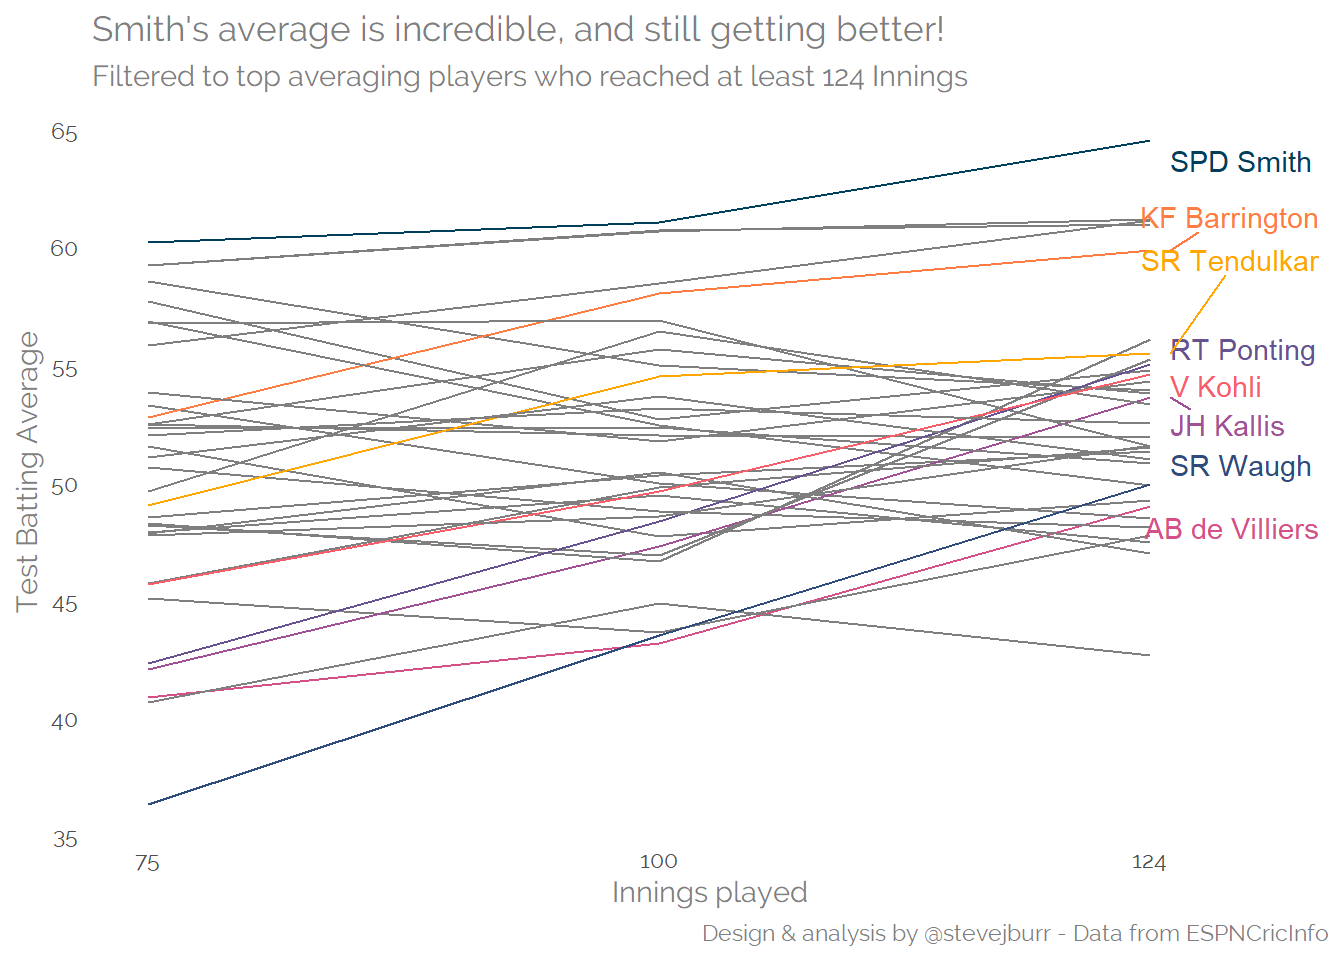 Smith's average is incredible, and still getting better!
Filtered to top averaging players who reached at least 124 Innings
65
60
55
50
45
40
35
Test Batting Average
SPD Smith
KF Barrington
SR Tendulkar
RT Ponting
V Kohli
JH Kallis
SR Waugh
AB de Villiers
75 100 124
Innings played
Design & analysis by @stevejburr - Data from ESPNCricInfo